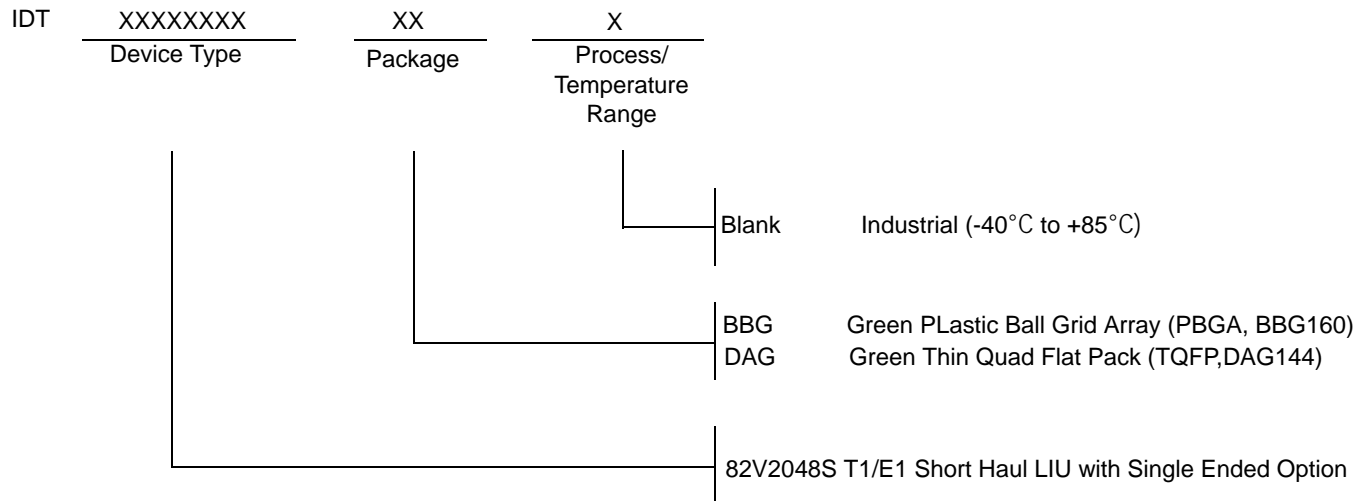 IDT XXXXXXXX XX X
Device Type Package Process/
Temperature
Range
Blank Industrial (-40°C to +85°C)
BBG Green PLastic Ball Grid Array (PBGA, BBG160)
DAG Green Thin Quad Flat Pack (TQFP,DAG144)
82V2048S T1/E1 Short Haul LIU with Single Ended Option